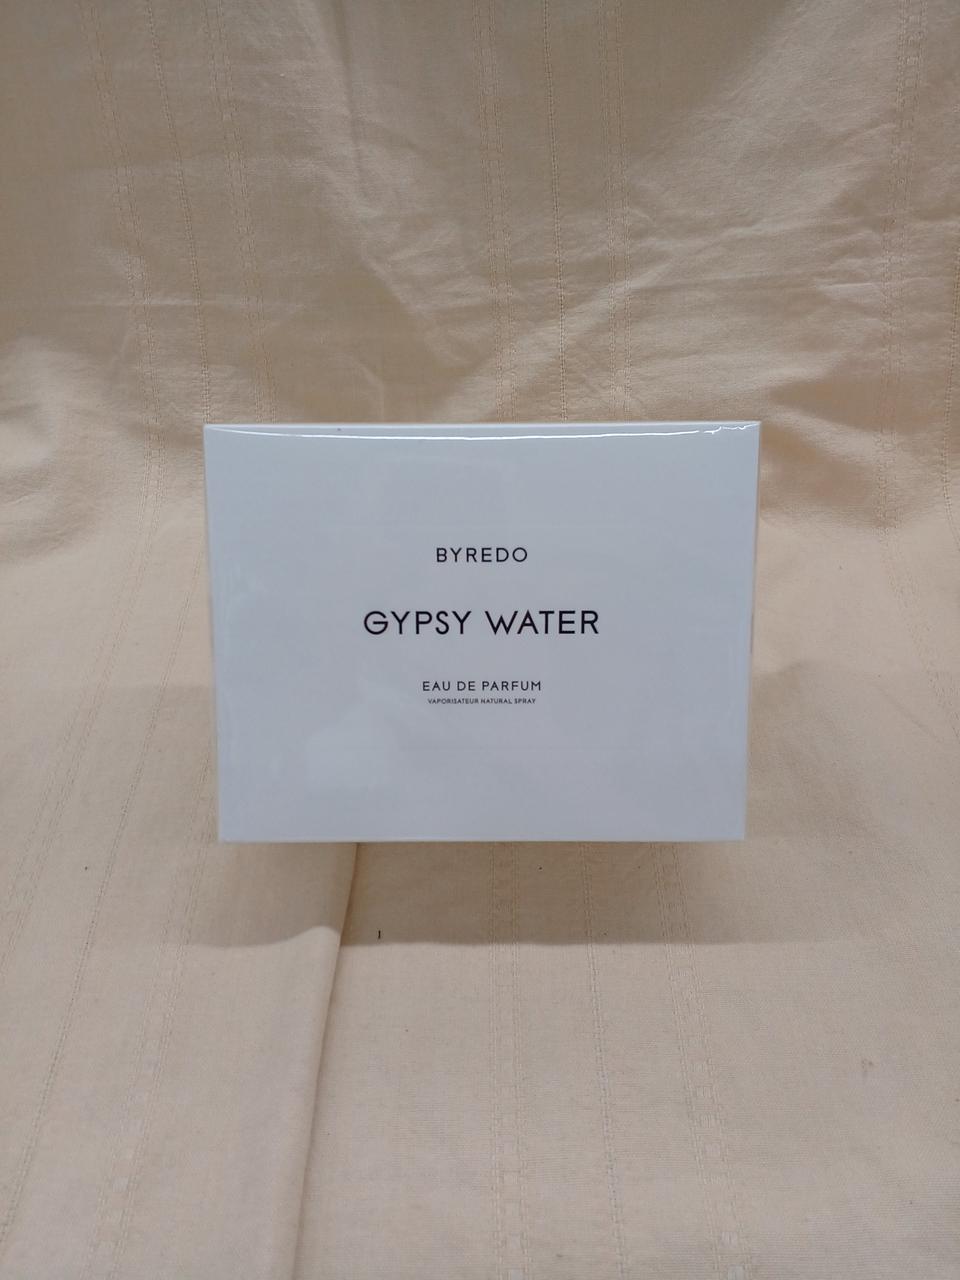 BYREDO
GYPSY WATER
EAU DE PARFUM
VAPORISATEUR NATURAL SPRAY